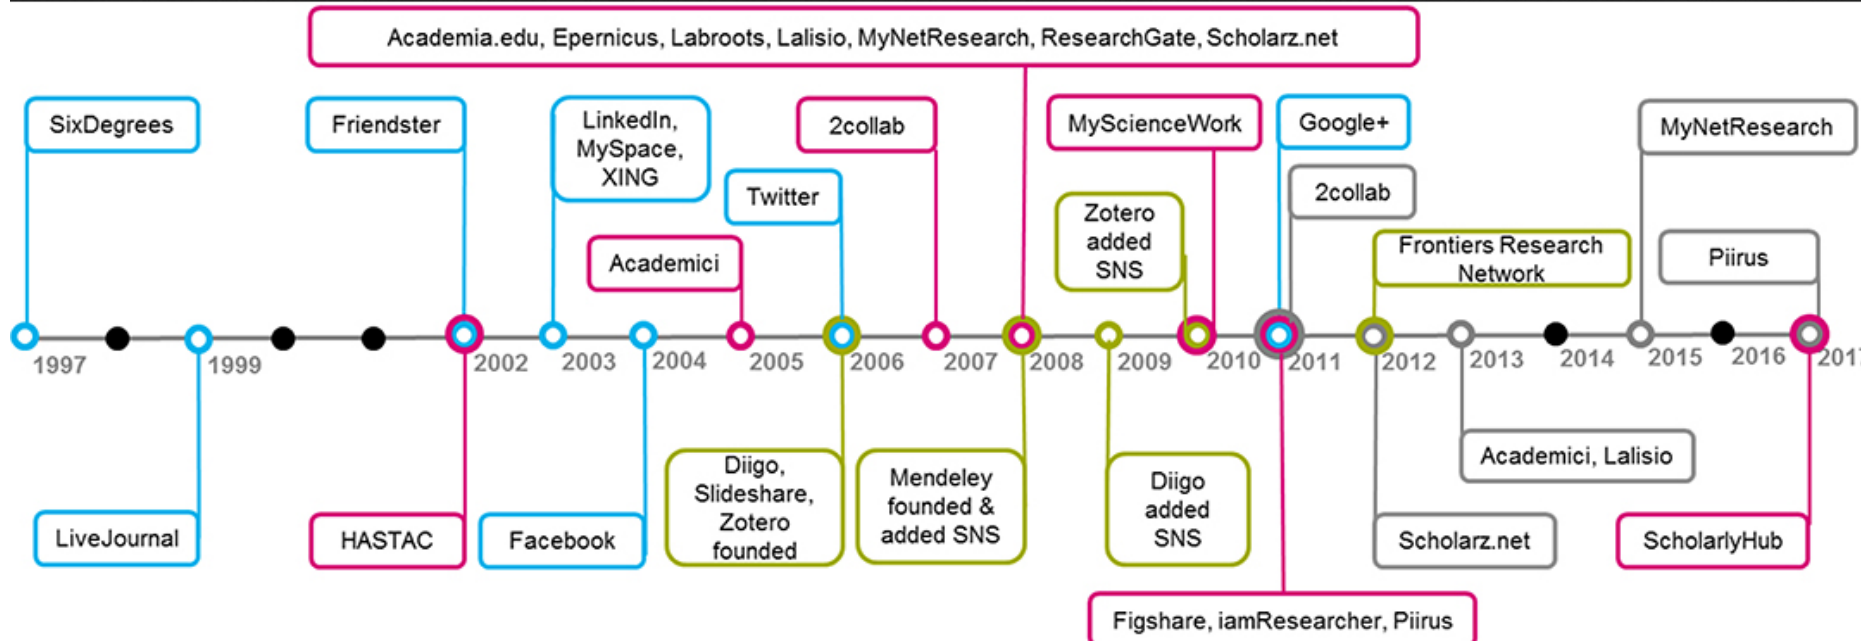 Academia.edu, Epernicus, Labroots, Lalisio, MyNetResearch, ResearchGate, Scholarz.net
SixDegrees
Friendster
LinkedIn,
MySpace,
XING
2collab
MyScienceWork
Google+
MyNetResearch
Twitter
2collab
Academici
Zotero
added
SNS
Frontiers Research
Network
Piirus
1997
1999
2002
2003
2004
2005
2006
2007
2008
2009
2010
2011
2012
2013
2014
2015
2016
2017
LiveJournal
HASTAC
Facebook
Diigo,
Slideshare,
Zotero
founded
Mendeley
founded &
added SNS
Diigo
added
SNS
Academici, Lalisio
Scholarz.net
ScholarlyHub
Figshare, iamResearcher, Piirus